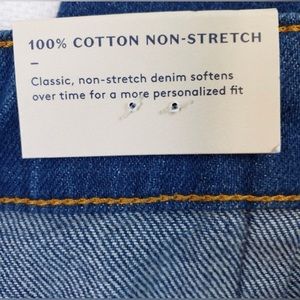 100% COTTON NON-STRETCH
–
Classic, non-stretch denim softens
over time for a more personalized fit